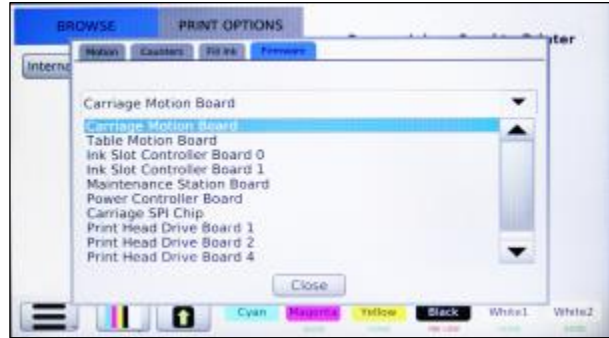 BROWSE PRINT OPTIONS
Motion Counters Fill Ink Firmware
Interna
Carriage Motion Board
Carriage Motion Board
Table Motion Board
Ink Slot Controller Board 0
Ink Slot Controller Board 1
Maintenance Station Board
Power Controller Board
Carriage SPI Chip
Print Head Drive Board 1
Print Head Drive Board 2
Print Head Drive Board 4
Close
Cyan Magenta Yellow Black White1 White2